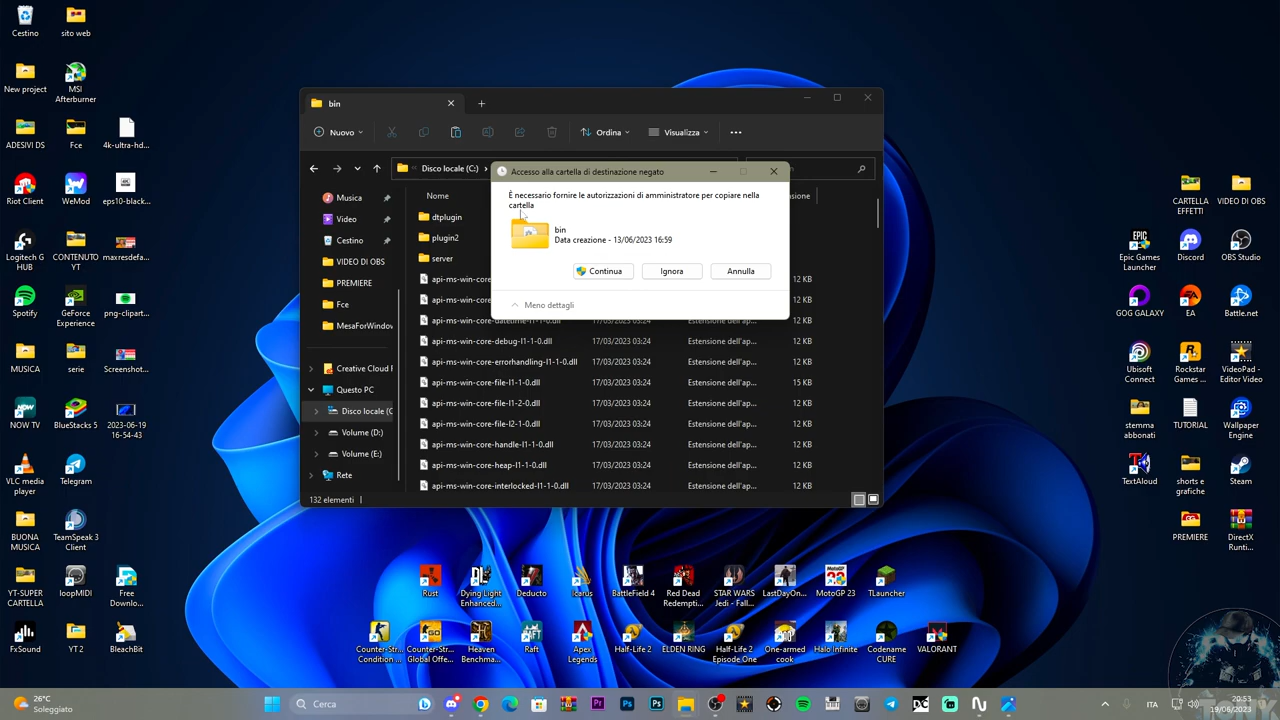 Cestino
sito web
New project
MSI
Afterburner
ADESIVI DS
Fce
4k-ultra-hd...
Riot Client
WeMod
eps10-black...
Logitech G
HUB
CONTENUTO
YT
maxresdefa...
Spotify
GeForce
Experience
png-clipart...
MUSICA
serie
Screenshot...
NOW TV
BlueStacks 5
2023-06-19
16-54-43
VLC media
player
Telegram
BUONA
MUSICA
TeamSpeak 3
Client
YT-SUPER
CARTELLA
loopMIDI
Free
Downlo...
FxSound
YT 2
BleachBit
bin
Nuovo
Ordina
Visualizza
Disco locale (C:)
Musica
Video
Cestino
VIDEO DI OBS
PREMIERE
Fce
MesaForWindow
Creative Cloud F
Questo PC
Disco locale (C
Volume (D:)
Volume (E:)
Rete
Nome
dtplugin
plugin2
server
api-ms-win-core 12 KB
api-ms-win-core 12 KB
api-ms-win-core-datetime-l1-1-0.dll 17/03/2023 03:24 Estensione dell'ap... 12 KB
api-ms-win-core-debug-l1-1-0.dll 17/03/2023 03:24 Estensione dell'ap... 12 KB
api-ms-win-core-errorhandling-l1-1-0.dll 17/03/2023 03:24 Estensione dell'ap... 12 KB
api-ms-win-core-file-l1-1-0.dll 17/03/2023 03:24 Estensione dell'ap... 15 KB
api-ms-win-core-file-l1-2-0.dll 17/03/2023 03:24 Estensione dell'ap... 12 KB
api-ms-win-core-file-l2-1-0.dll 17/03/2023 03:24 Estensione dell'ap... 12 KB
api-ms-win-core-handle-l1-1-0.dll 17/03/2023 03:24 Estensione dell'ap... 12 KB
api-ms-win-core-heap-l1-1-0.dll 17/03/2023 03:24 Estensione dell'ap... 12 KB
api-ms-win-core-interlocked-l1-1-0.dll 17/03/2023 03:24 Estensione dell'ap... 12 KB
132 elementi
Accesso alla cartella di destinazione negato
È necessario fornire le autorizzazioni di amministratore per copiare nella
cartella
bin
Data creazione - 13/06/2023 16:59
Continua
Ignora
Annulla
Meno dettagli
CARTELLA
EFFETTI
VIDEO DI OBS
Epic Games
Launcher
Discord
OBS Studio
GOG GALAXY
EA
Battle.net
Ubisoft
Connect
Rockstar
Games ...
VideoPad -
Editor Video
stemma
abbonati
TUTORIAL
Wallpaper
Engine
TextAloud
shorts e
grafiche
Steam
PREMIERE
DirectX
Runti...
Rust
Dying Light
Enhanced...
Deducto
Icarus
BattleField 4
Red Dead
Redempti...
STAR WARS
Jedi - Fall...
LastDayOn...
MotoGP 23
TLauncher
Counter-Str...
Condition ...
Counter-Str...
Global Offe...
Heaven
Benchma...
Raft
Apex
Legends
Half-Life 2
ELDEN RING
Half-Life 2
Episode One
One-armed
cook
Halo Infinite
Codename
CURE
VALORANT
26°C
Soleggiato
Cerca
ITA
20:53
19/06/2023